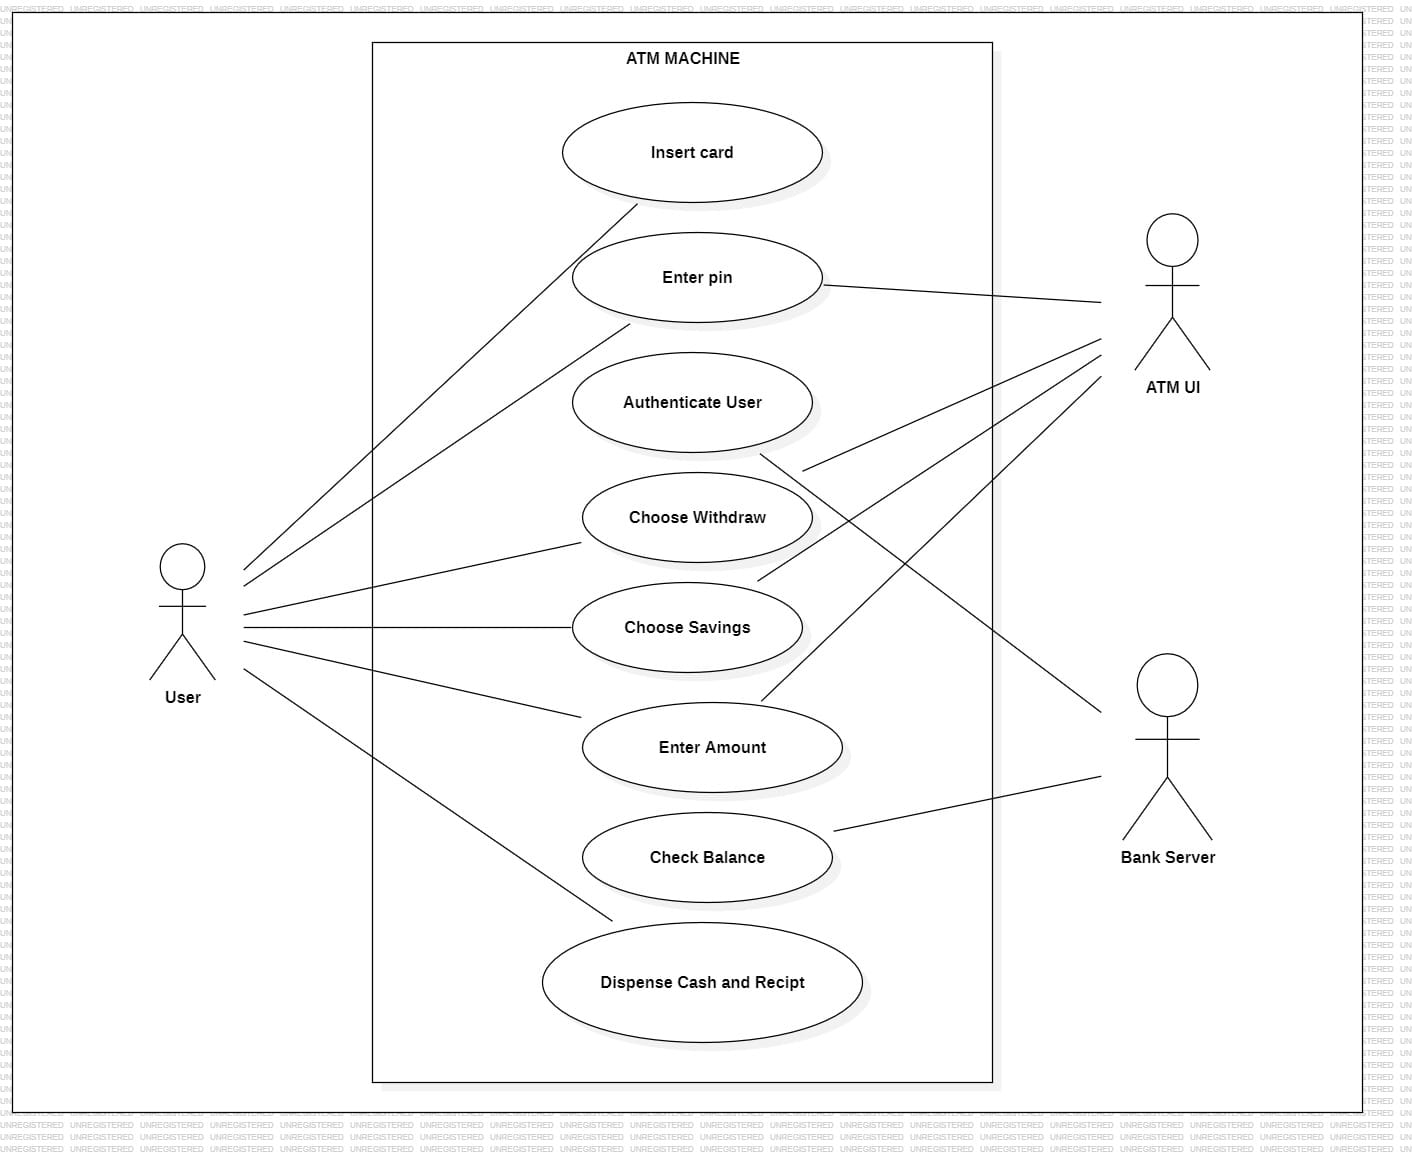 ATM MACHINE
Insert card
Enter pin
Authenticate User
Choose Withdraw
Choose Savings
Enter Amount
Check Balance
Dispense Cash and Recipt
User
ATM UI
Bank Server
UNREGISTERED